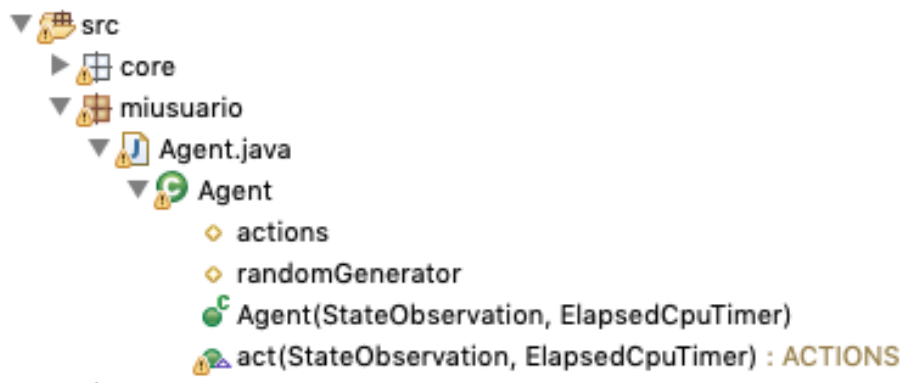 src
core
miusuario
Agent.java
Agent
actions
randomGenerator
Agent(StateObservation, ElapsedCpuTimer)
act(StateObservation, ElapsedCpuTimer) : ACTIONS